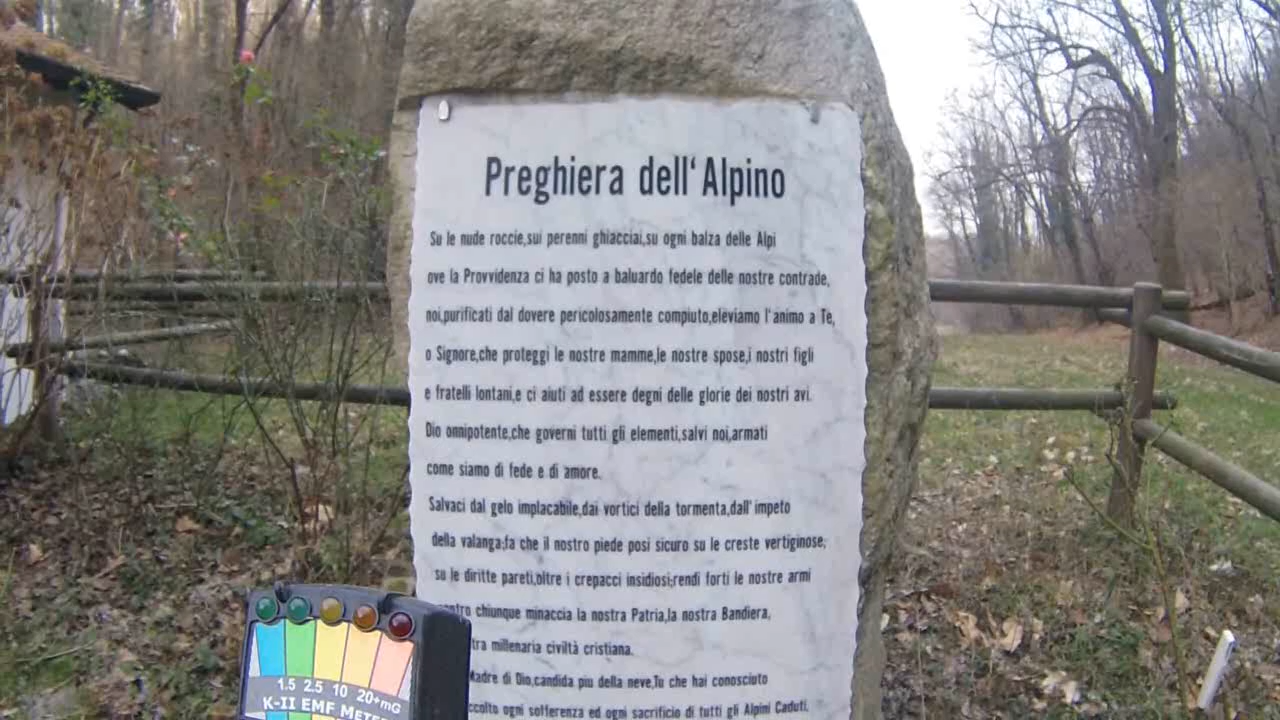 Preghiera dell'Alpino
Su le nude roccie,sui perenni ghiacciai,su ogni balza delle Alpi
ove la Provvidenza ci ha posto a baluardo fedele delle nostre contrade,
noi,purificati dal dovere pericolosamente compiuto,eleviamo l'animo a Te,
o Signore,che proteggi le nostre mamme,le nostre spose,i nostri figli
e fratelli lontani,e ci aiuti ad essere degni delle glorie dei nostri avi.
Dio onnipotente,che governi tutti gli elementi,salvi noi,armati
come siamo di fede e di amore.
Salvaci dal gelo implacabile,dai vortici della tormenta,dall'impeto
della valanga;fa che il nostro piede posi sicuro su le creste vertiginose,
su le diritte pareti,oltre i crepacci insidiosi;rendi forti le nostre armi
chiunque minaccia la nostra Patria,la nostra Bandiera,
millenaria civiltà cristiana.
Madre di Dio,candida piu della neve,Tu che hai conosciuto
ogni sofferenza ed ogni sacrificio di tutti gli Alpini Caduti,
1.5 2.5 10 20+mG
K-II EMF METER